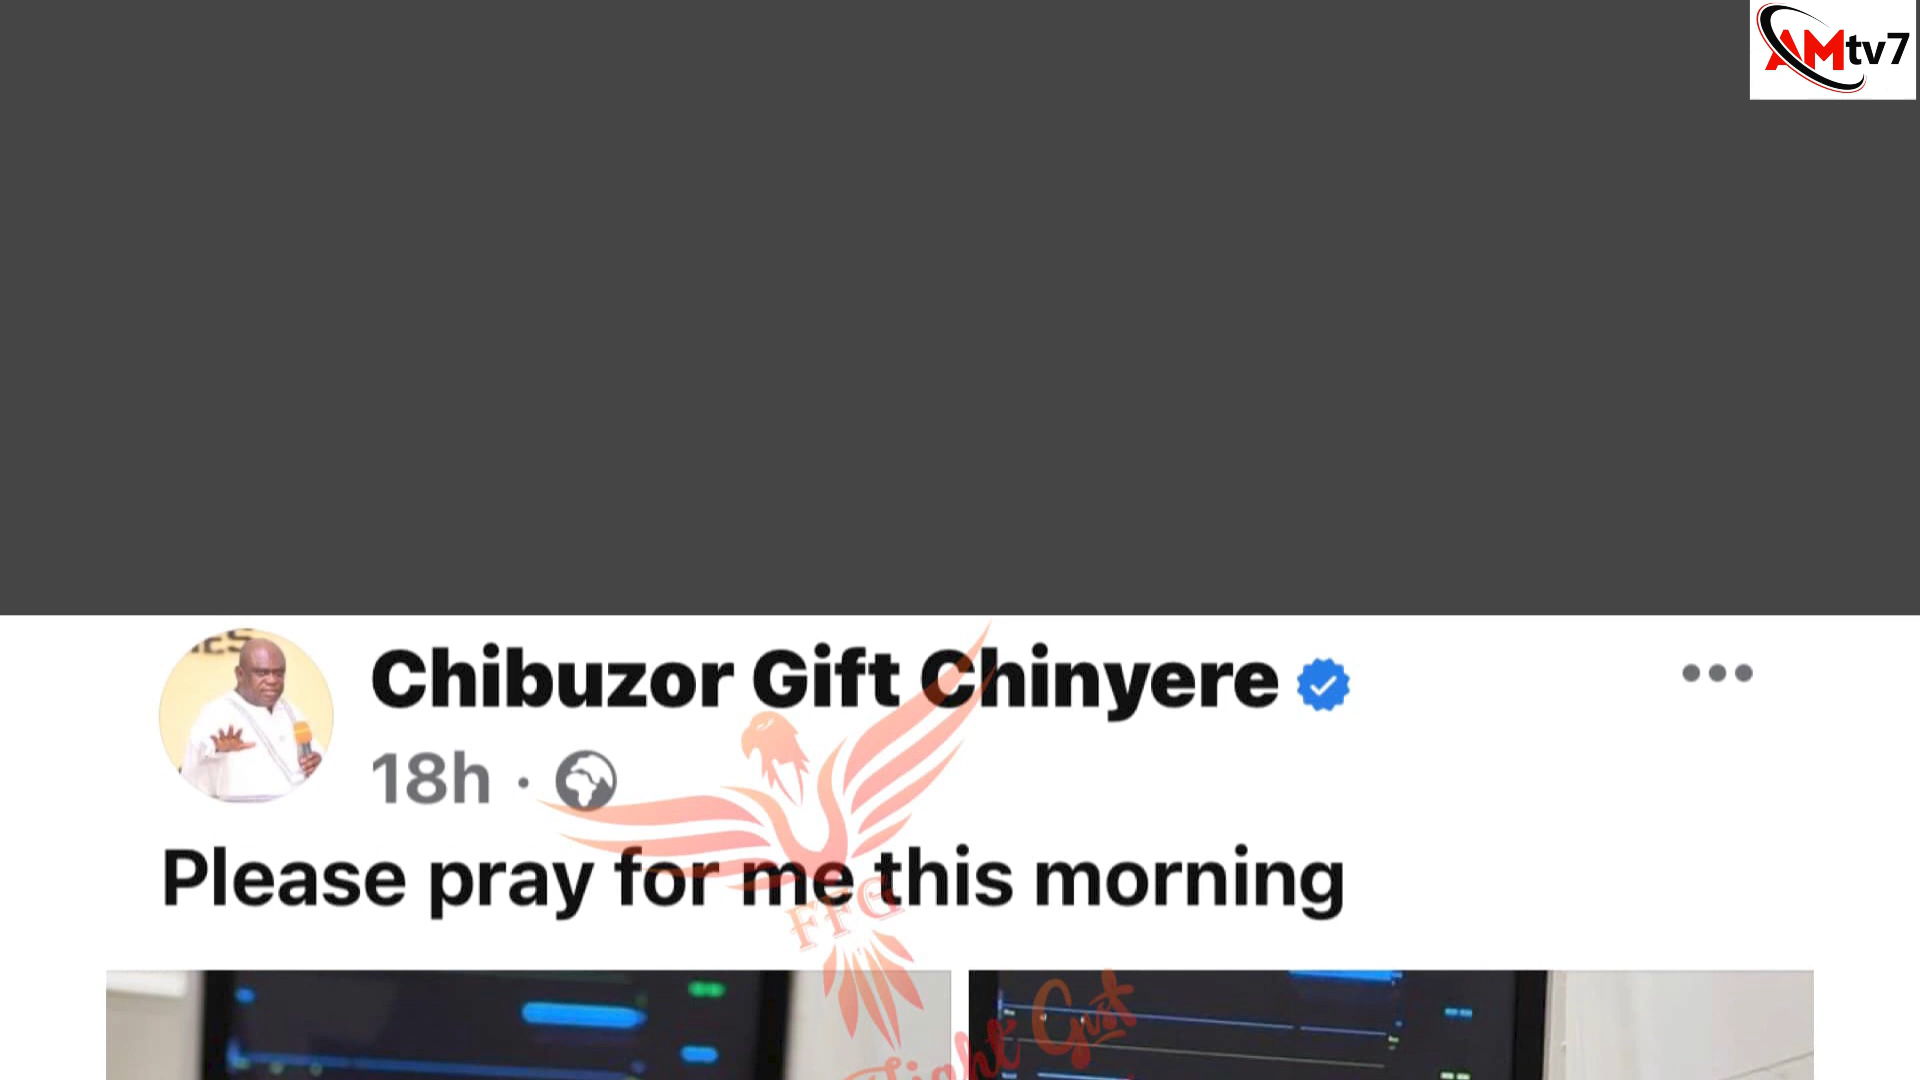 AMtv7
Chibuzor Gift Chinyere
18h ·
Please pray for me this morning
FFG